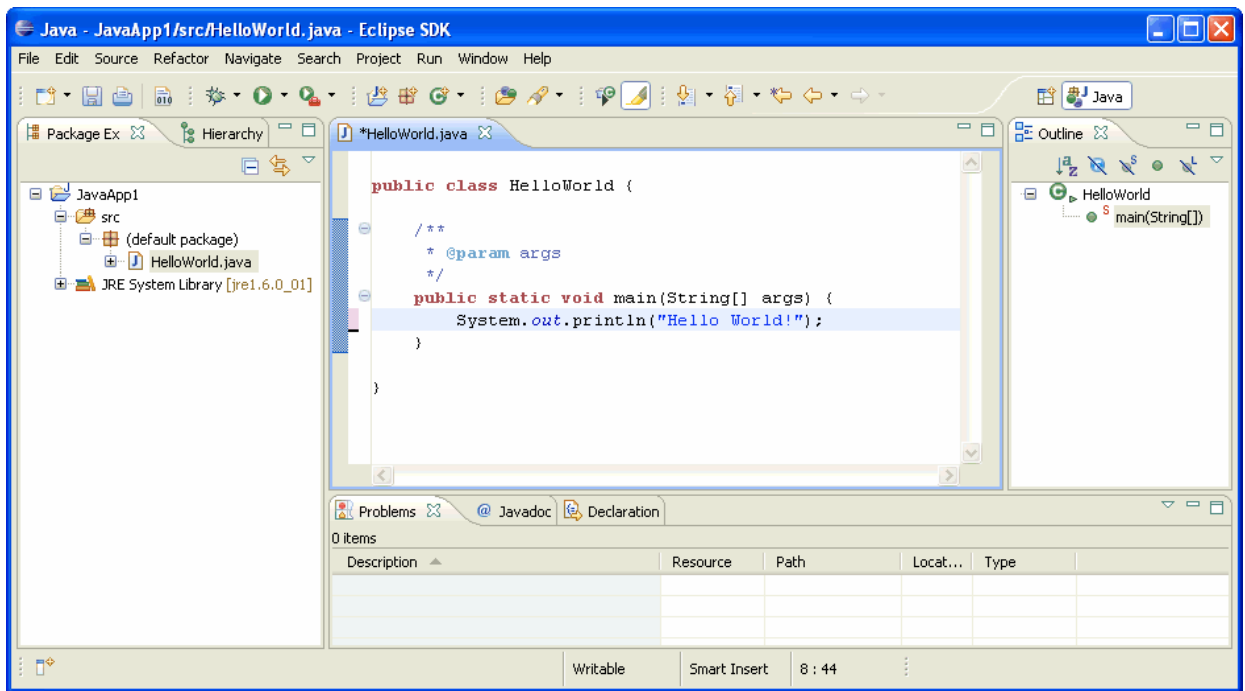 Java - JavaApp1/src/HelloWorld.java - Eclipse SDK
File Edit Source Refactor Navigate Search Project Run Window Help
010
Java
Package Ex
Hierarchy
JavaApp1
src
(default package)
HelloWorld.java
JRE System Library [jre1.6.0_01]
*HelloWorld.java
public class HelloWorld {
/**
* @param args
*/
public static void main(String[] args) {
System.out.println("Hello World!");
}
}
Outline
HelloWorld
S main(String[])
Problems @ Javadoc Declaration
0 items
Description Resource Path Locat... Type
Writable Smart Insert 8 : 44